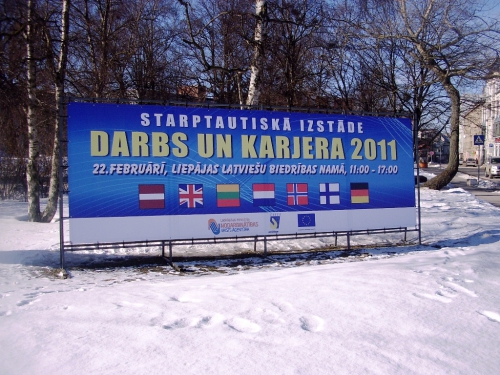 STARPTAUTISKĀ IZSTĀDE
DARBS UN KARJERA 2011
22.FEBRUĀRĪ, LIEPĀJAS LATVIEŠU BIEDRĪBAS NAMĀ, 11:00 - 17:00